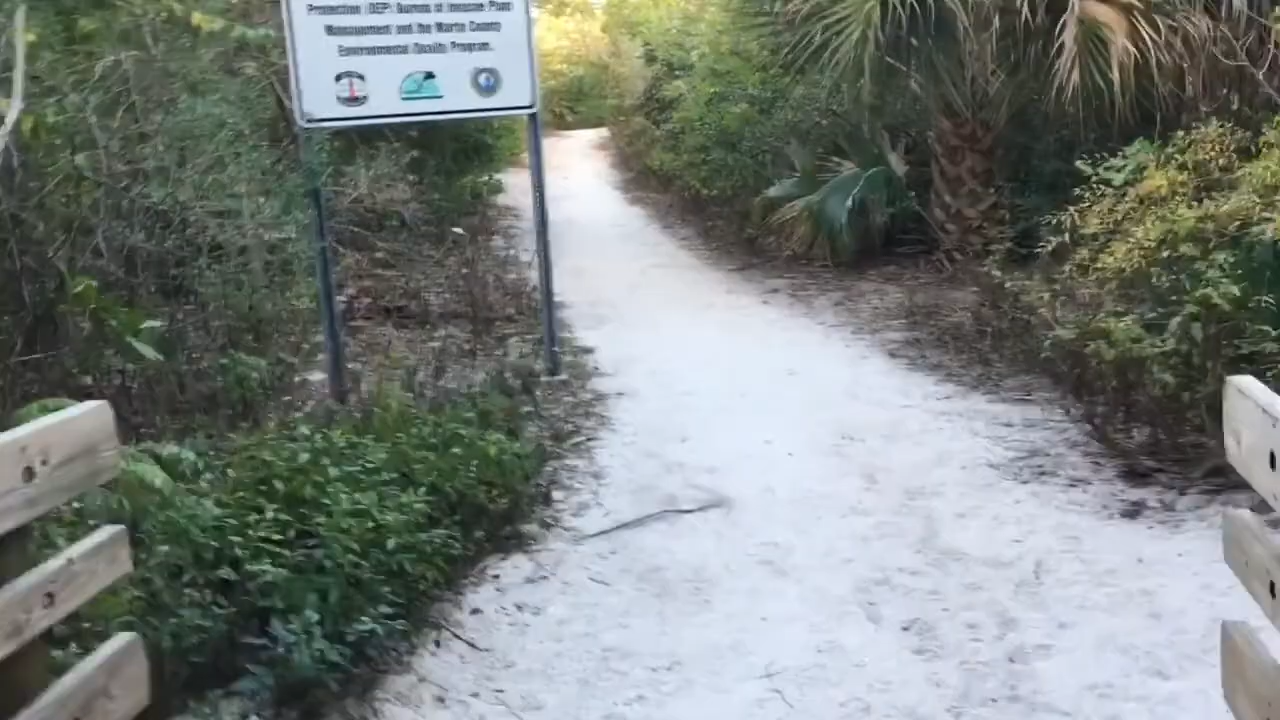 Protection (DEP) Bureau of Invasive Plant
Management and the Martin County
Environmental Quality Program.